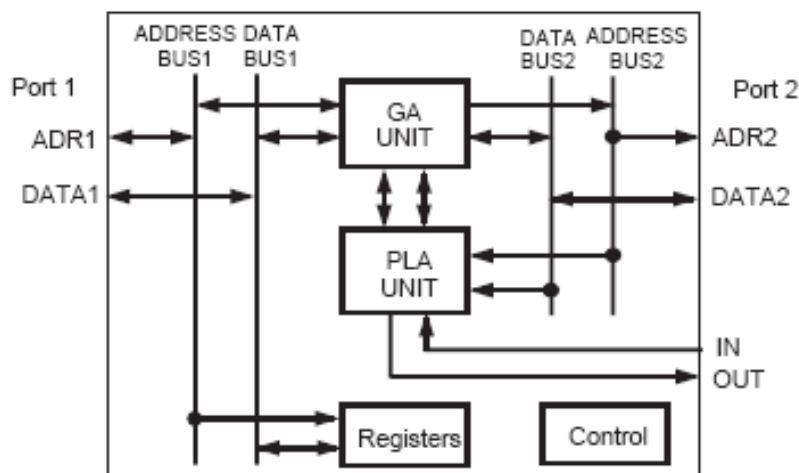 ADDRESS BUS1
DATA BUS1
DATA BUS2
ADDRESS BUS2
Port 1
Port 2
GA UNIT
ADR1
ADR2
DATA1
DATA2
PLA UNIT
IN
OUT
Registers
Control